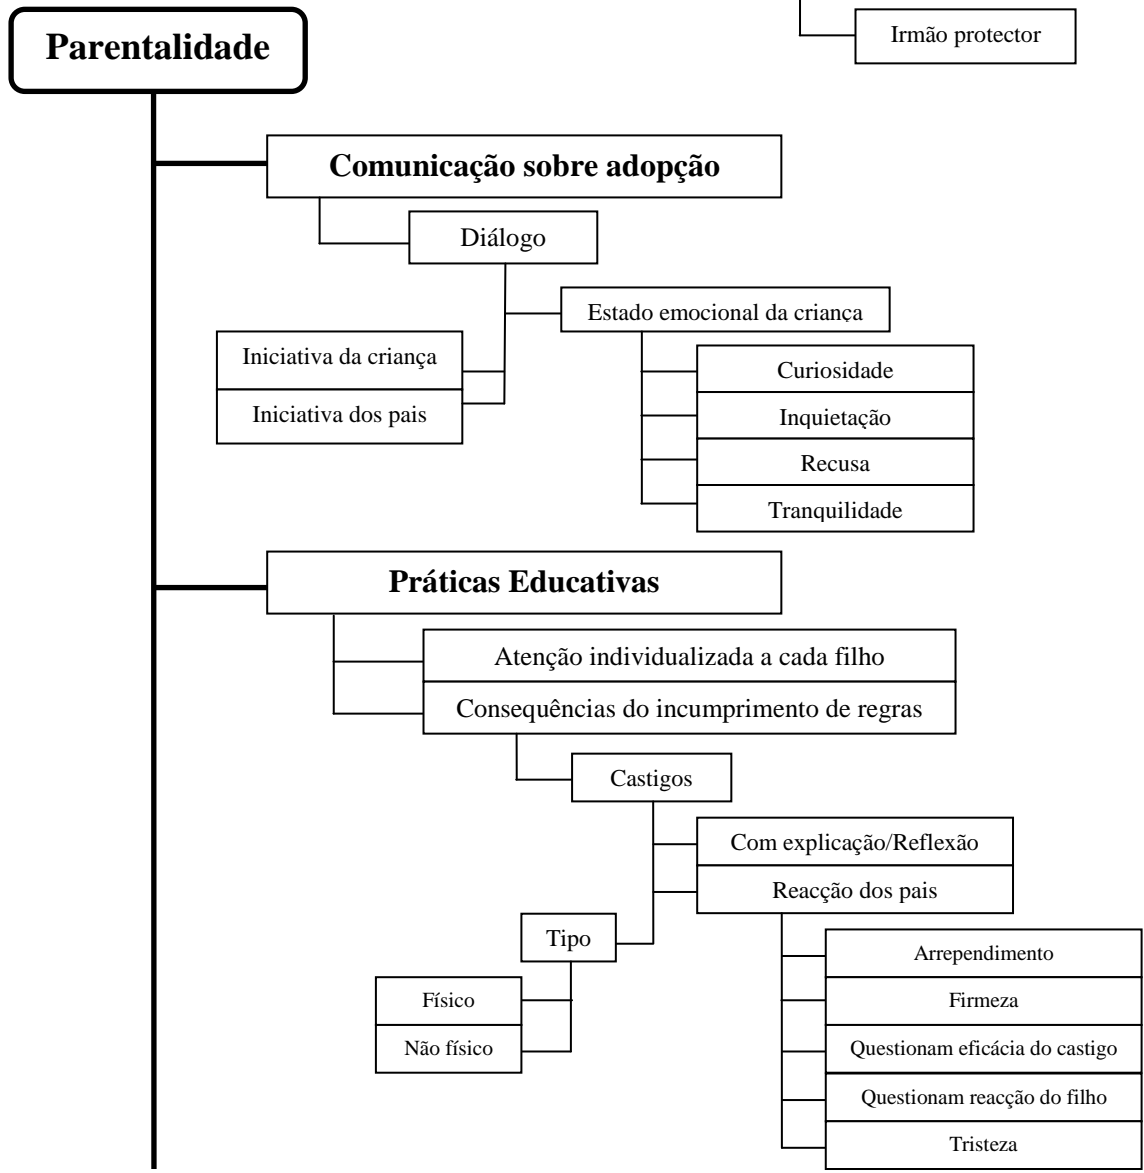 Irmão protector
Parentalidade
Comunicação sobre adopção
Diálogo
Estado emocional da criança
Iniciativa da criança
Iniciativa dos pais
Curiosidade
Inquietação
Recusa
Tranquilidade
Práticas Educativas
Atenção individualizada a cada filho
Consequências do incumprimento de regras
Castigos
Com explicação/Reflexão
Reacção dos pais
Tipo
Físico
Não físico
Arrependimento
Firmeza
Questionam eficácia do castigo
Questionam reacção do filho
Tristeza